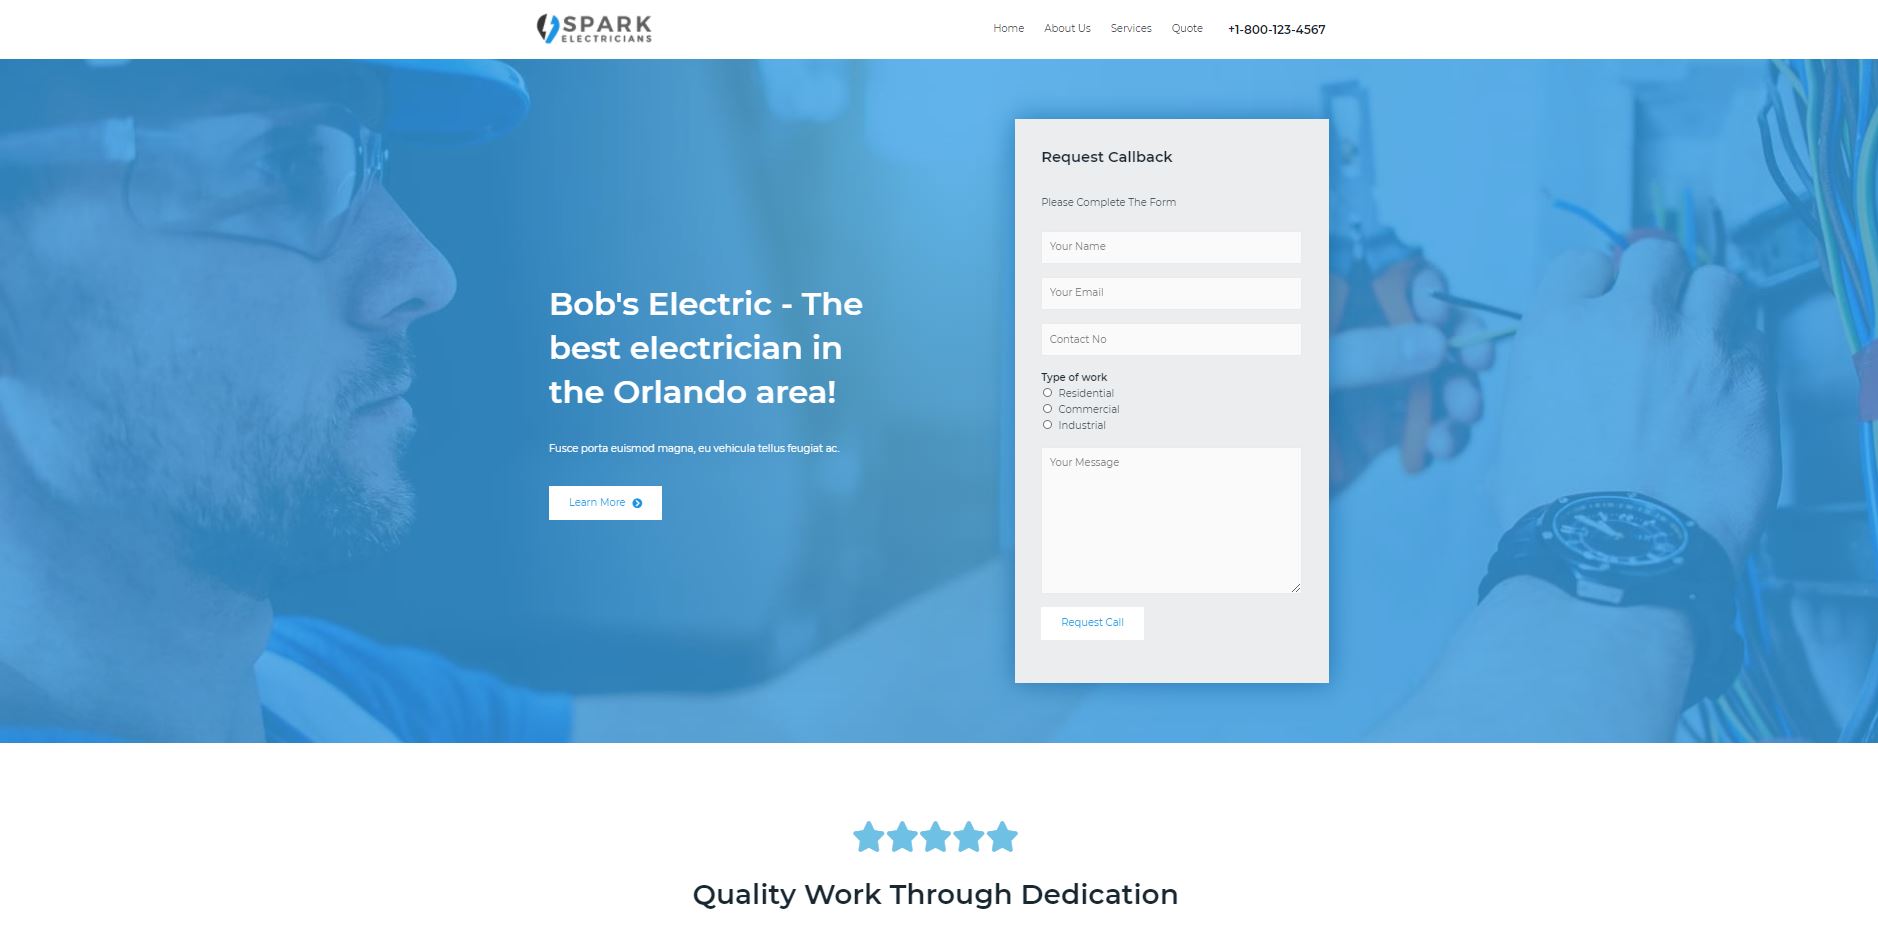 SPARK
ELECTRICIANS
Home About Us Services Quote +1-800-123-4567
Bob's Electric - The
best electrician in
the Orlando area!
Fusce porta euismod magna, eu vehicula tellus feugiat ac.
Learn More
Request Callback
Please Complete The Form
Your Name
Your Email
Contact No
Type of work
Residential
Commercial
Industrial
Your Message
Request Call
Quality Work Through Dedication